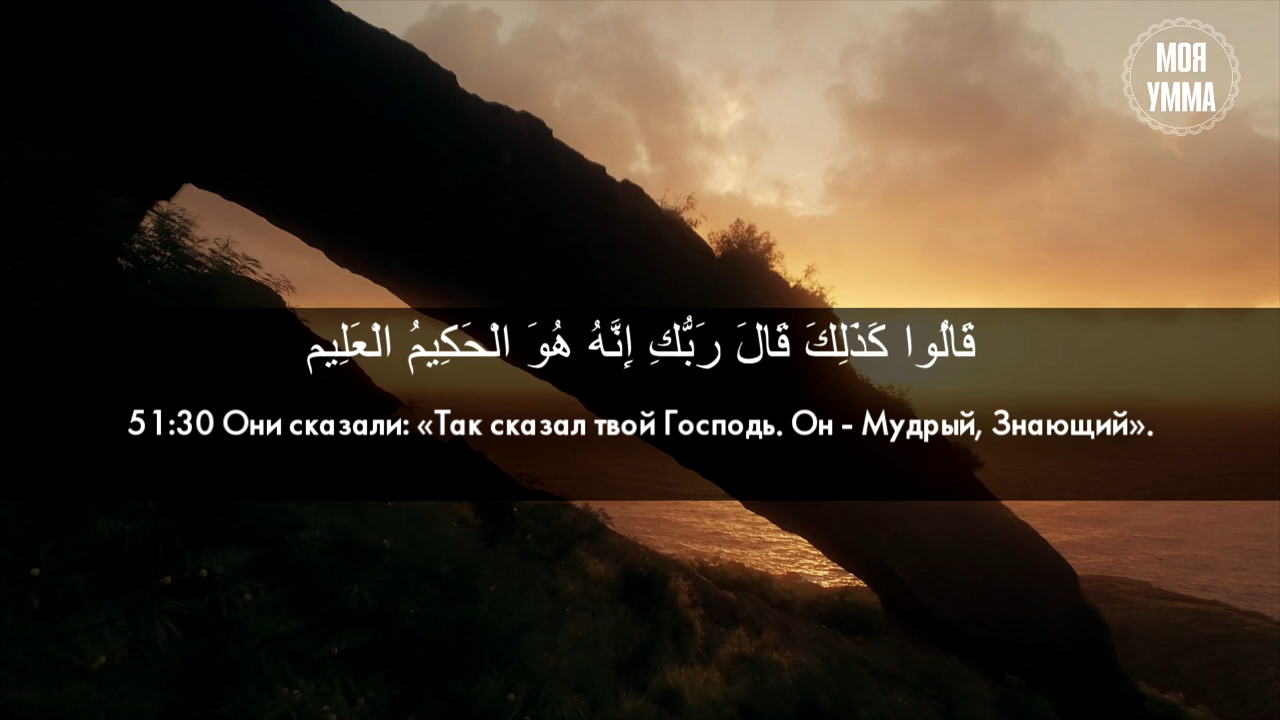 МОЯ
УММА
قَالُوا كَذَٰلِكَ قَالَ رَبُّكِ إِنَّهُ هُوَ الْحَكِيمُ الْعَلِيم
51:30 Они сказали: «Так сказал твой Господь. Он - Мудрый, Знающий».